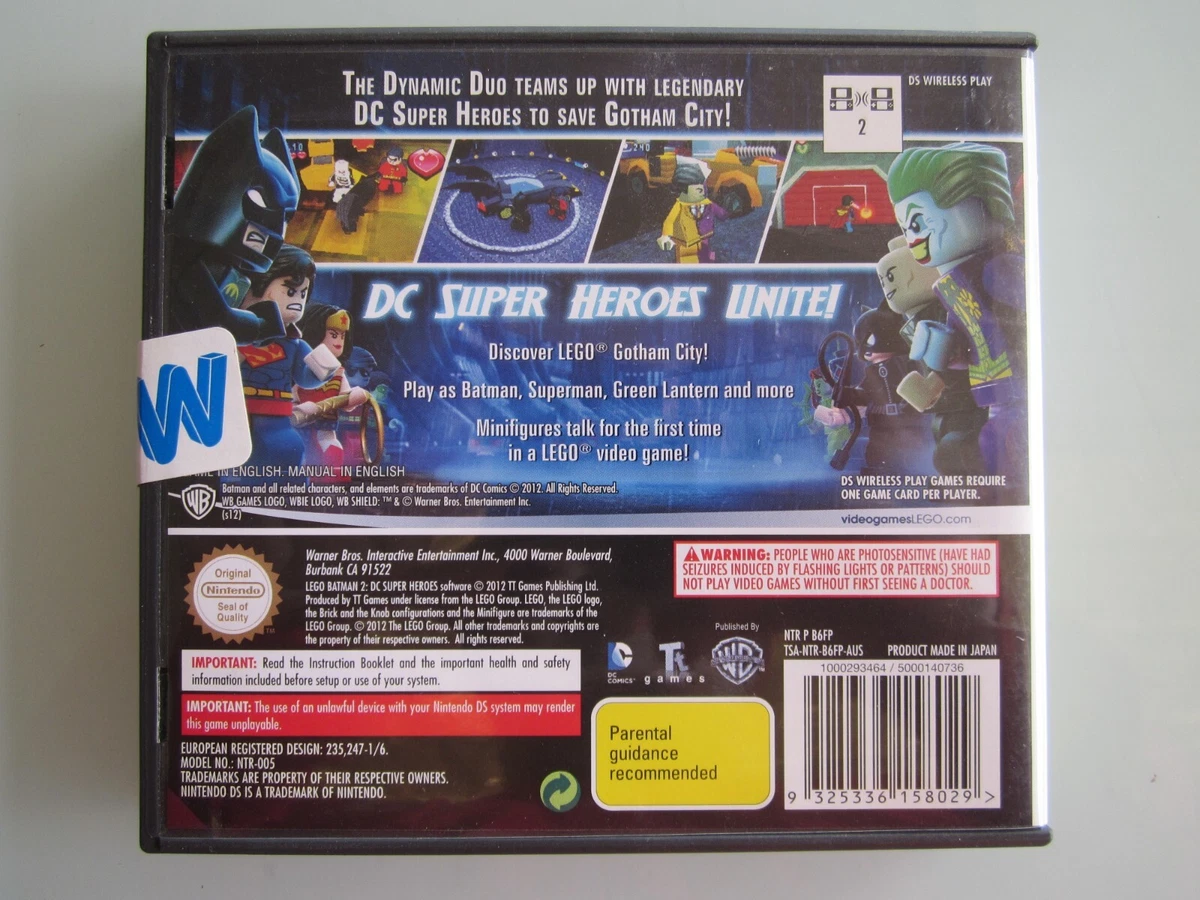 THE DYNAMIC DUO TEAMS UP WITH LEGENDARY
DC SUPER HEROES TO SAVE GOTHAM CITY!
DS WIRELESS PLAY
2
DC SUPER HEROES UNITE!
Discover LEGO® Gotham City!
Play as Batman, Superman, Green Lantern and more
Minifigures talk for the first time
in a LEGO® video game!
W
IN ENGLISH. MANUAL IN ENGLISH
Batman and all related characters, and elements are trademarks of DC Comics © 2012. All Rights Reserved.
WB GAMES LOGO, WBIE LOGO, WB SHIELD: ™ & © Warner Bros. Entertainment Inc.
(s12)
WB
DS WIRELESS PLAY GAMES REQUIRE
ONE GAME CARD PER PLAYER.
videogamesLEGO.com
Original
Nintendo
Seal of
Quality
TM
Warner Bros. Interactive Entertainment Inc., 4000 Warner Boulevard,
Burbank CA 91522
LEGO BATMAN 2: DC SUPER HEROES software © 2012 TT Games Publishing Ltd.
Produced by TT Games under license from the LEGO Group. LEGO, the LEGO logo,
the Brick and the Knob configurations and the Minifigure are trademarks of the
LEGO Group. © 2012 The LEGO Group. All other trademarks and copyrights are
the property of their respective owners. All rights reserved.
WARNING: PEOPLE WHO ARE PHOTOSENSITIVE (HAVE HAD
SEIZURES INDUCED BY FLASHING LIGHTS OR PATTERNS) SHOULD
NOT PLAY VIDEO GAMES WITHOUT FIRST SEEING A DOCTOR.
IMPORTANT: Read the Instruction Booklet and the important health and safety
information included before setup or use of your system.
IMPORTANT: The use of an unlawful device with your Nintendo DS system may render
this game unplayable.
EUROPEAN REGISTERED DESIGN: 235,247-1/6.
MODEL NO.: NTR-005
TRADEMARKS ARE PROPERTY OF THEIR RESPECTIVE OWNERS.
NINTENDO DS IS A TRADEMARK OF NINTENDO.
DC
COMICS™
Tt
games
Published By
WB
Parental
guidance
recommended
NTR P B6FP
TSA-NTR-B6FP-AUS PRODUCT MADE IN JAPAN
1000293464 / 5000140736
9 325336 158029 >